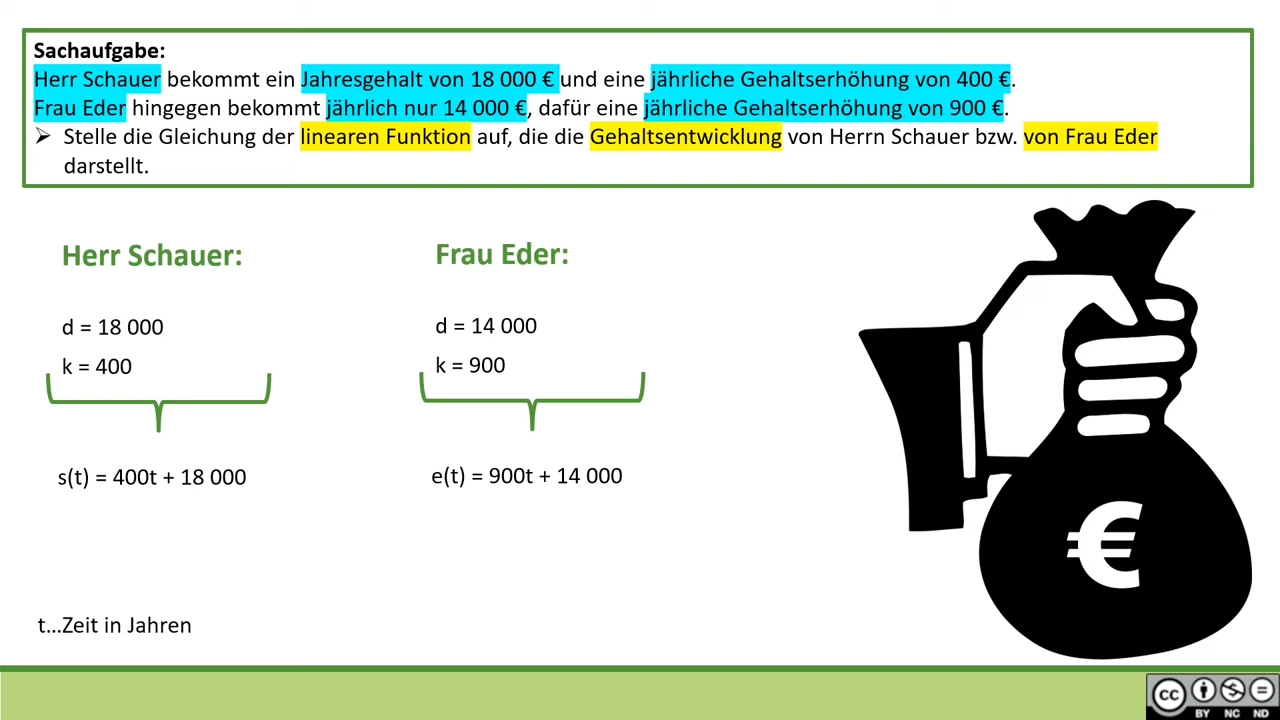 Sachaufgabe:
Herr Schauer bekommt ein Jahresgehalt von 18 000 € und eine jährliche Gehaltserhöhung von 400 €.
Frau Eder hingegen bekommt jährlich nur 14 000 €, dafür eine jährliche Gehaltserhöhung von 900 €.
➢ Stelle die Gleichung der linearen Funktion auf, die die Gehaltsentwicklung von Herrn Schauer bzw. von Frau Eder
darstellt.
Herr Schauer:
d = 18 000
k = 400
s(t) = 400t + 18 000
Frau Eder:
d = 14 000
k = 900
e(t) = 900t + 14 000
€
t...Zeit in Jahren
cc
BY NC ND